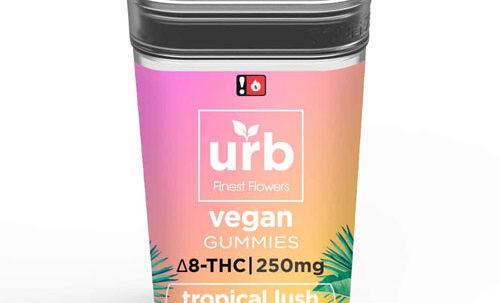 urb
Finest Flowers
vegan
GUMMIES
Δ8-THC|250mg
tropical lush